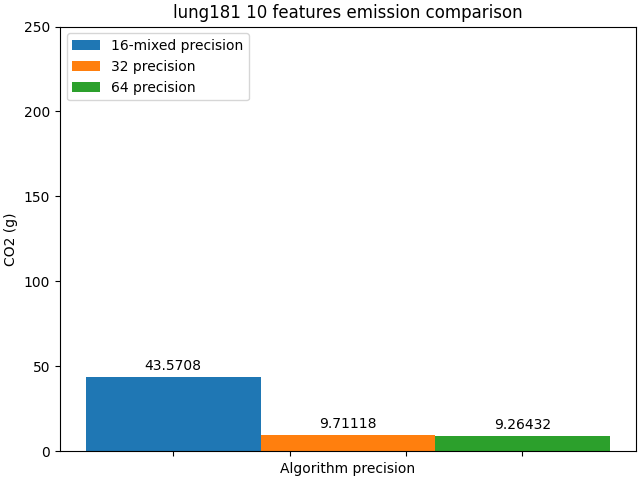 lung181 10 features emission comparison
250
200
150
100
50
0
CO2 (g)
16-mixed precision
32 precision
64 precision
43.5708
9.71118
9.26432
Algorithm precision